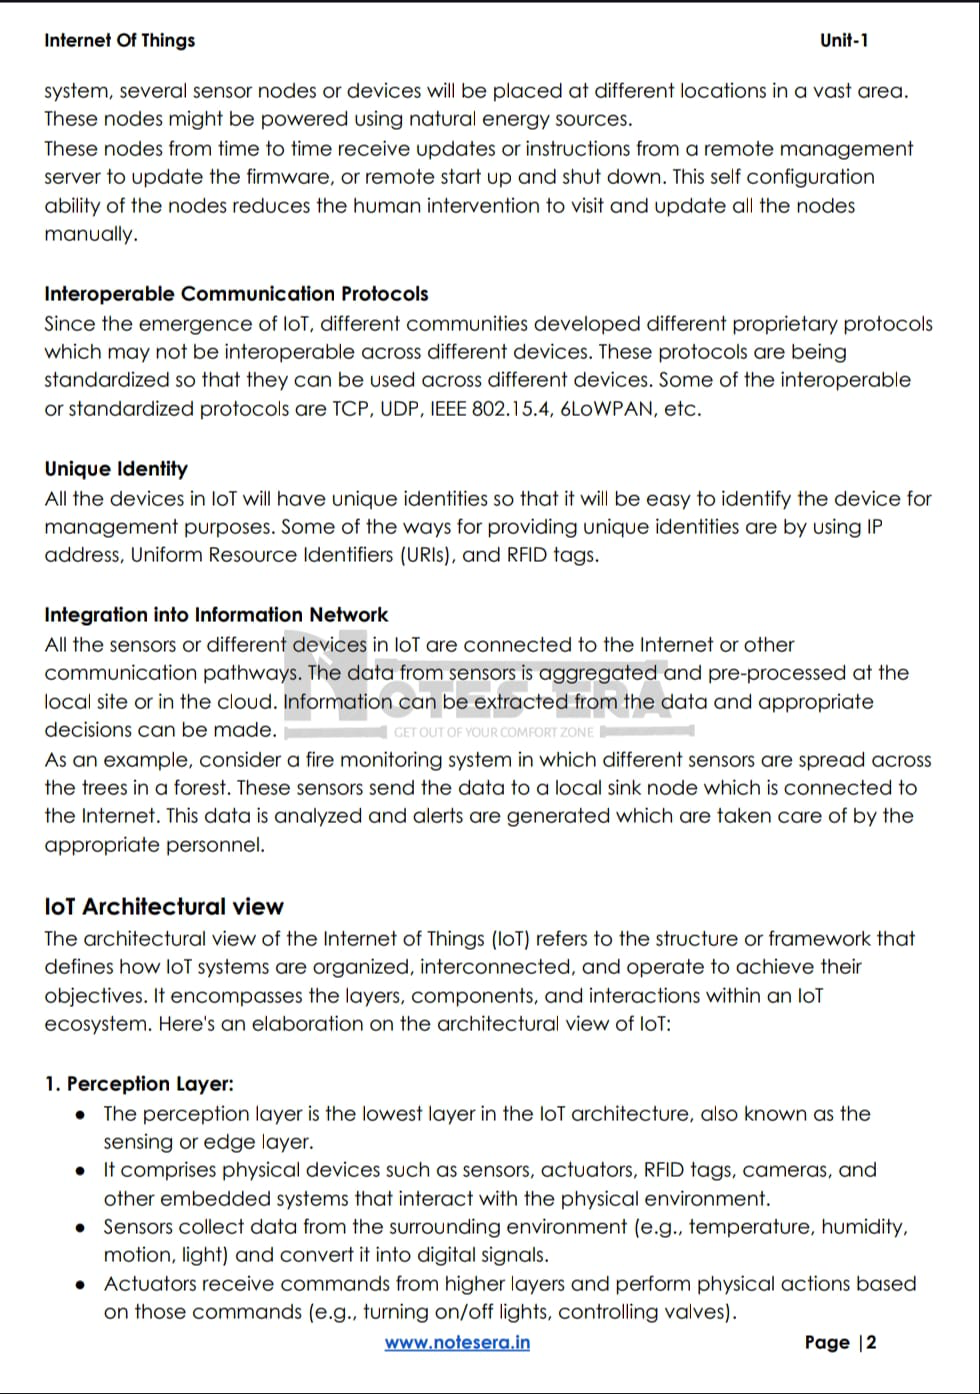 Internet Of Things Unit-1
system, several sensor nodes or devices will be placed at different locations in a vast area.
These nodes might be powered using natural energy sources.
These nodes from time to time receive updates or instructions from a remote management
server to update the firmware, or remote start up and shut down. This self configuration
ability of the nodes reduces the human intervention to visit and update all the nodes
manually.
Interoperable Communication Protocols
Since the emergence of IoT, different communities developed different proprietary protocols
which may not be interoperable across different devices. These protocols are being
standardized so that they can be used across different devices. Some of the interoperable
or standardized protocols are TCP, UDP, IEEE 802.15.4, 6LoWPAN, etc.
Unique Identity
All the devices in IoT will have unique identities so that it will be easy to identify the device for
management purposes. Some of the ways for providing unique identities are by using IP
address, Uniform Resource Identifiers (URIs), and RFID tags.
Integration into Information Network
All the sensors or different devices in IoT are connected to the Internet or other
communication pathways. The data from sensors is aggregated and pre-processed at the
local site or in the cloud. Information can be extracted from the data and appropriate
decisions can be made.
NOTES ERA
GET OUT OF YOUR COMFORT ZONE
As an example, consider a fire monitoring system in which different sensors are spread across
the trees in a forest. These sensors send the data to a local sink node which is connected to
the Internet. This data is analyzed and alerts are generated which are taken care of by the
appropriate personnel.
IoT Architectural view
The architectural view of the Internet of Things (IoT) refers to the structure or framework that
defines how IoT systems are organized, interconnected, and operate to achieve their
objectives. It encompasses the layers, components, and interactions within an IoT
ecosystem. Here's an elaboration on the architectural view of IoT:
1. Perception Layer:
● The perception layer is the lowest layer in the IoT architecture, also known as the
sensing or edge layer.
● It comprises physical devices such as sensors, actuators, RFID tags, cameras, and
other embedded systems that interact with the physical environment.
● Sensors collect data from the surrounding environment (e.g., temperature, humidity,
motion, light) and convert it into digital signals.
● Actuators receive commands from higher layers and perform physical actions based
on those commands (e.g., turning on/off lights, controlling valves).
www.notesera.in Page |2